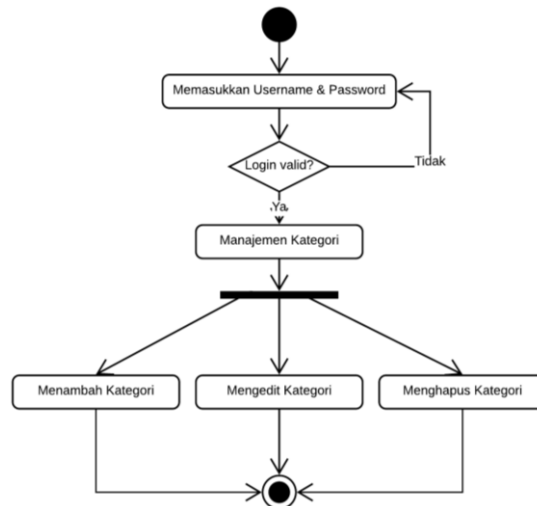 Memasukkan Username & Password
Login valid?
Tidak
Ya
Manajemen Kategori
Menambah Kategori
Mengedit Kategori
Menghapus Kategori